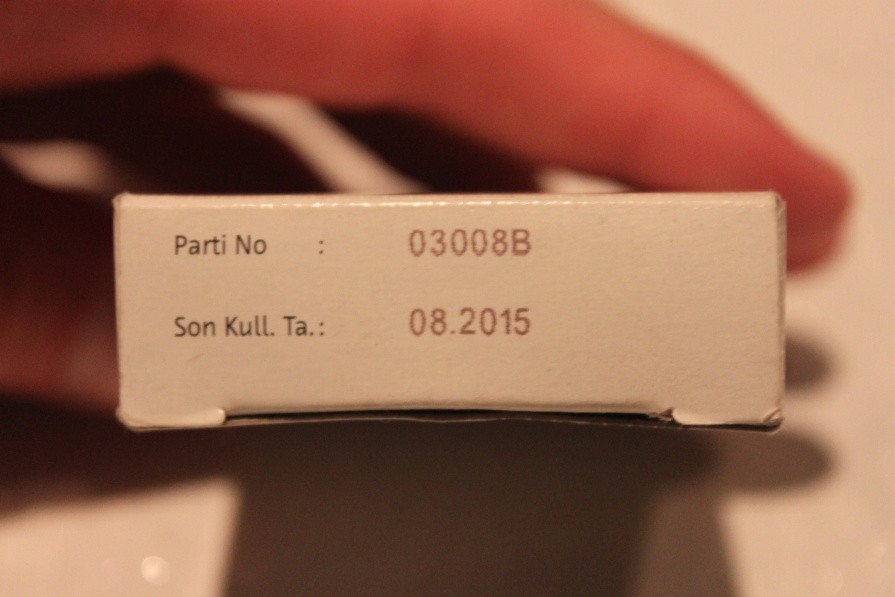 Parti No : 03008B
Son Kull. Ta.: 08.2015